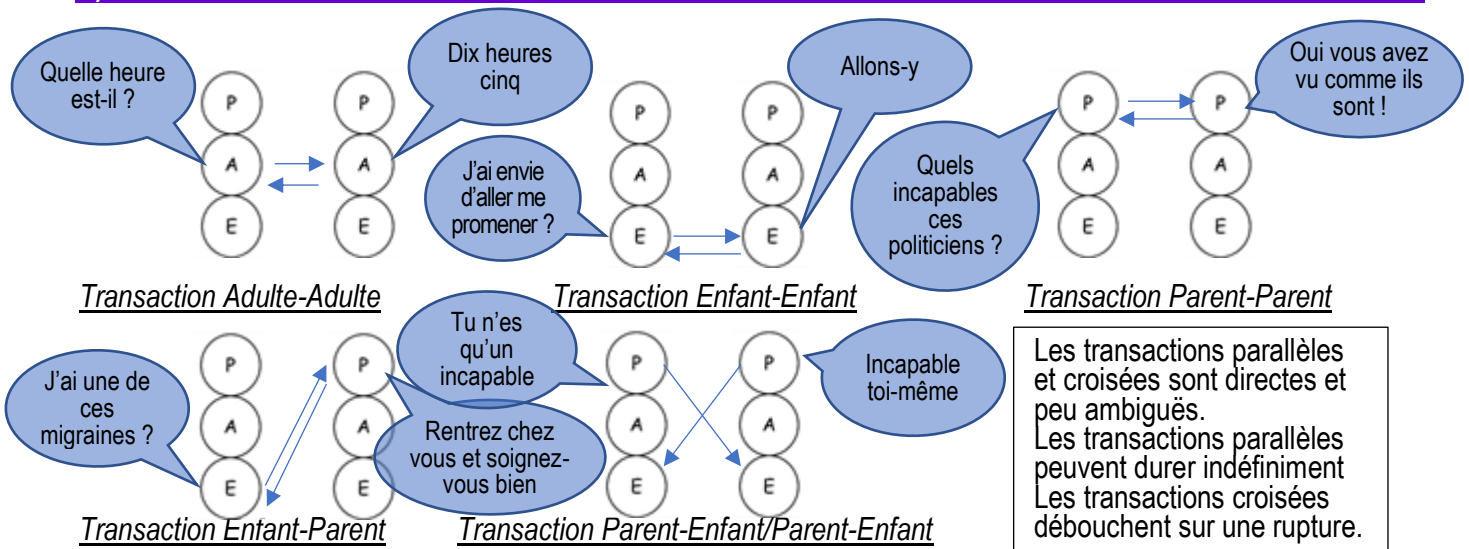 Quelle heure
est-il ?
P
A
E
P
A
E
Dix heures
cinq
Transaction Adulte-Adulte
J'ai envie
d'aller me
promener ?
P
A
E
P
A
E
Allons-y
Transaction Enfant-Enfant
Quels
incapables
ces
politiciens ?
P
A
E
P
A
E
Oui vous avez
vu comme ils
sont !
Transaction Parent-Parent
J'ai une de
ces
migraines ?
P
A
E
P
A
E
Rentrez chez
vous et soignez-
vous bien
Transaction Enfant-Parent
Tu n'es
qu'un
incapable
P
A
E
P
A
E
Incapable
toi-même
Transaction Parent-Enfant/Parent-Enfant
Les transactions parallèles
et croisées sont directes et
peu ambiguës.
Les transactions parallèles
peuvent durer indéfiniment
Les transactions croisées
débouchent sur une rupture.